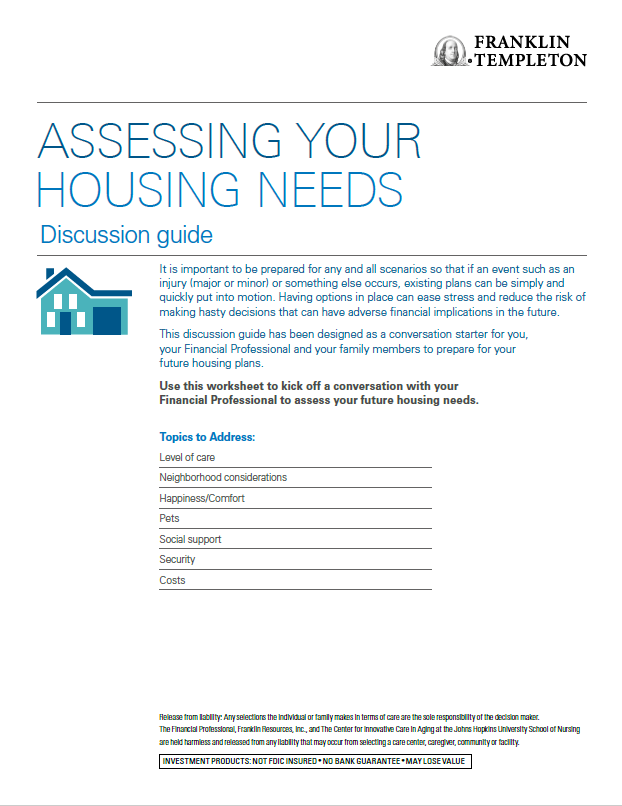 FRANKLIN
TEMPLETON
ASSESSING YOUR
HOUSING NEEDS
Discussion guide
It is important to be prepared for any and all scenarios so that if an event such as an
injury (major or minor) or something else occurs, existing plans can be simply and
quickly put into motion. Having options in place can ease stress and reduce the risk of
making hasty decisions that can have adverse financial implications in the future.
This discussion guide has been designed as a conversation starter for you,
your Financial Professional and your family members to prepare for your
future housing plans.
Use this worksheet to kick off a conversation with your
Financial Professional to assess your future housing needs.
Topics to Address:
Level of care
Neighborhood considerations
Happiness/Comfort
Pets
Social support
Security
Costs
Release from liability: Any selections the individual or family makes in terms of care are the sole responsibility of the decision maker.
The Financial Professional, Franklin Resources, Inc., and The Center for Innovative Care in Aging at the Johns Hopkins University School of Nursing
are held harmless and released from any liability that may occur from selecting a care center, caregiver, community or facility.
INVESTMENT PRODUCTS: NOT FDIC INSURED • NO BANK GUARANTEE • MAY LOSE VALUE